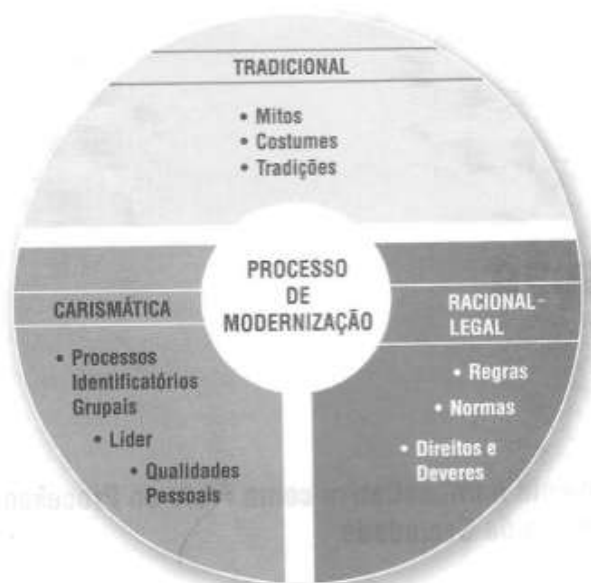 TRADICIONAL
• Mitos
• Costumes
• Tradições
PROCESSO
DE
MODERNIZAÇÃO
CARISMÁTICA
• Processos
Identificatórios
Grupais
• Líder
• Qualidades
Pessoais
RACIONAL-
LEGAL
• Regras
• Normas
• Direitos e
Deveres